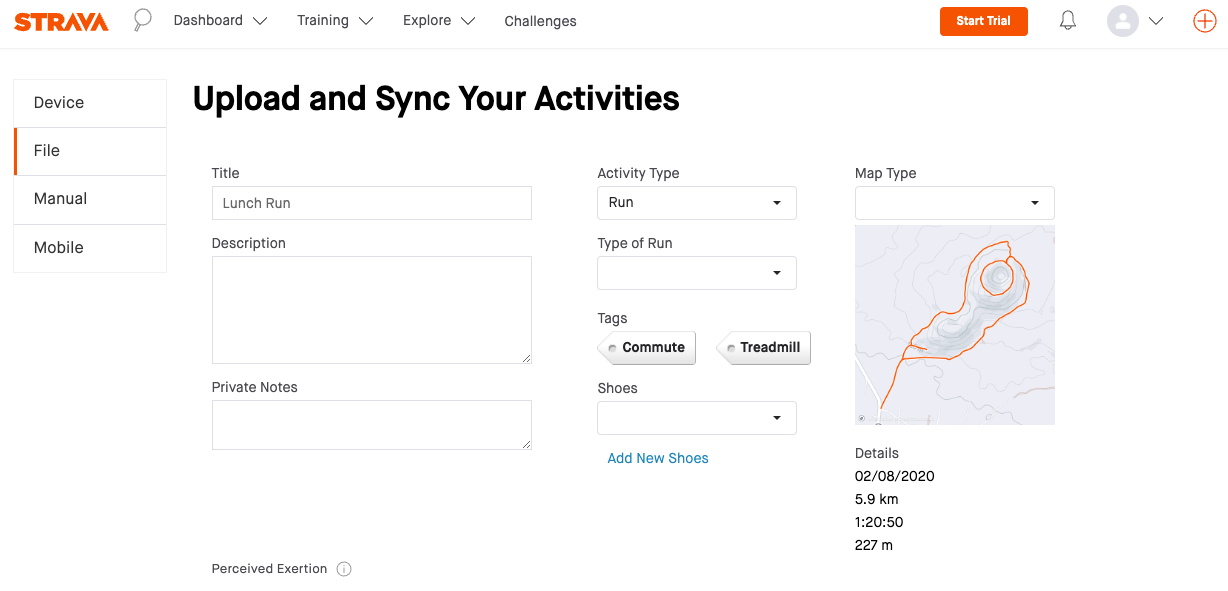 STRAVA Dashboard Training Explore Challenges Start Trial
Upload and Sync Your Activities
Device
File
Manual
Mobile
Title
Lunch Run
Description
Private Notes
Perceived Exertion
Activity Type
Run
Type of Run
Tags
Commute Treadmill
Shoes
Add New Shoes
Map Type
Details
02/08/2020
5.9 km
1:20:50
227 m